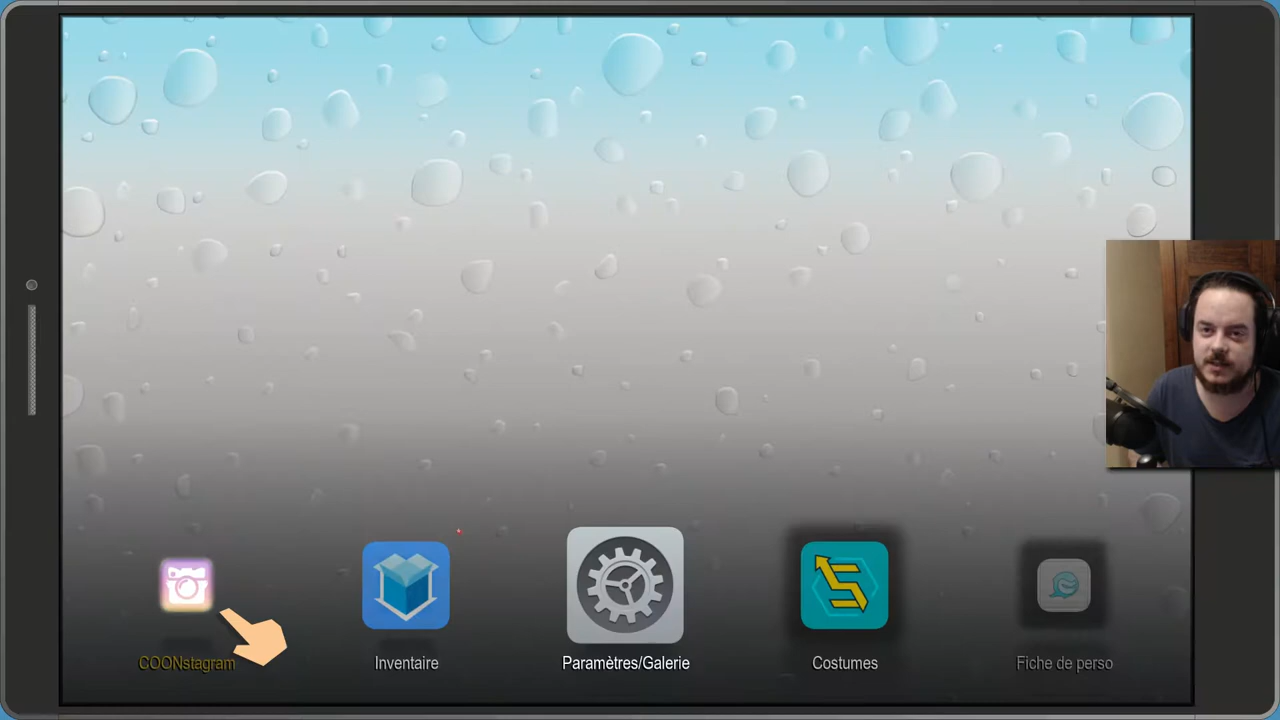 COONstagram
Inventaire
Paramètres/Galerie
Costumes
Fiche de perso